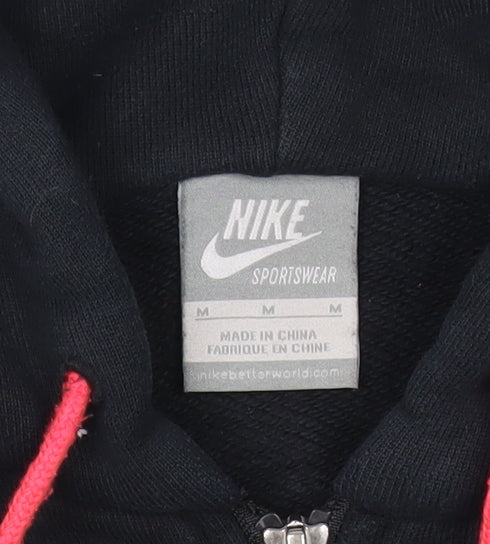 NIKE
SPORTSWEAR
M M M
MADE IN CHINA
FABRIQUE EN CHINE
nikebetterworld.com